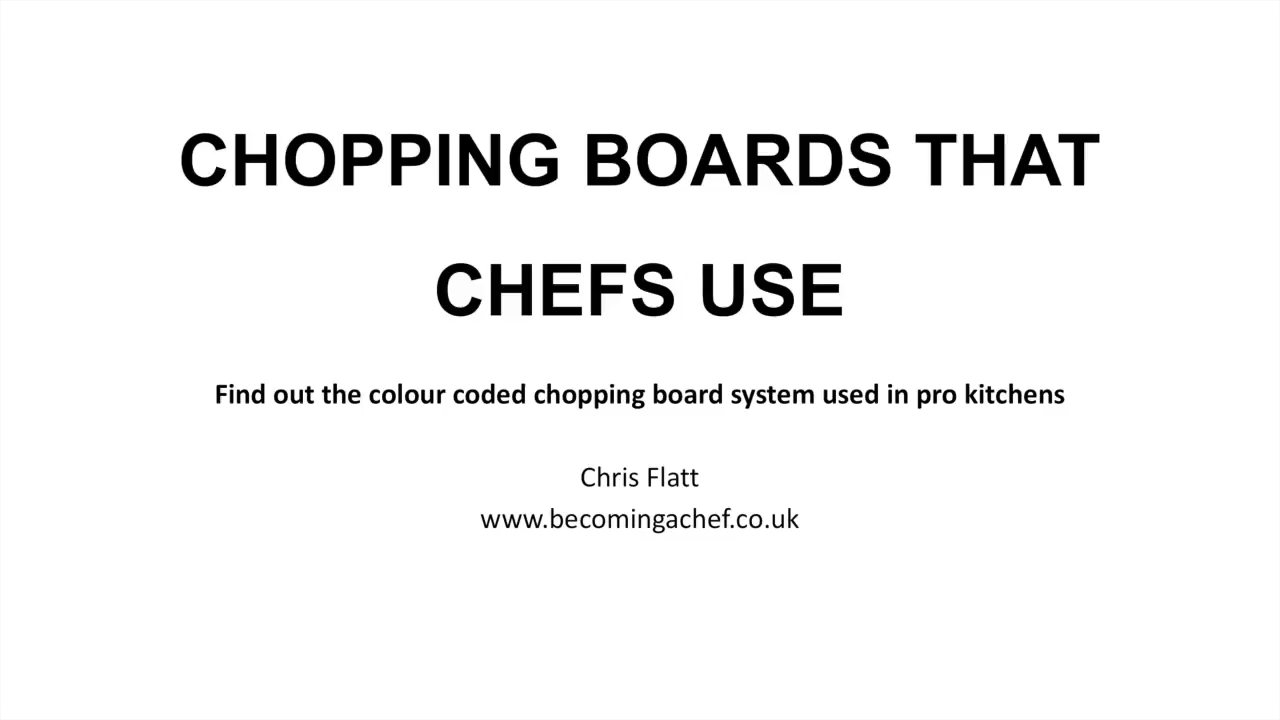 CHOPPING BOARDS THAT
CHEFS USE
Find out the colour coded chopping board system used in pro kitchens
Chris Flatt
www.becomingachef.co.uk